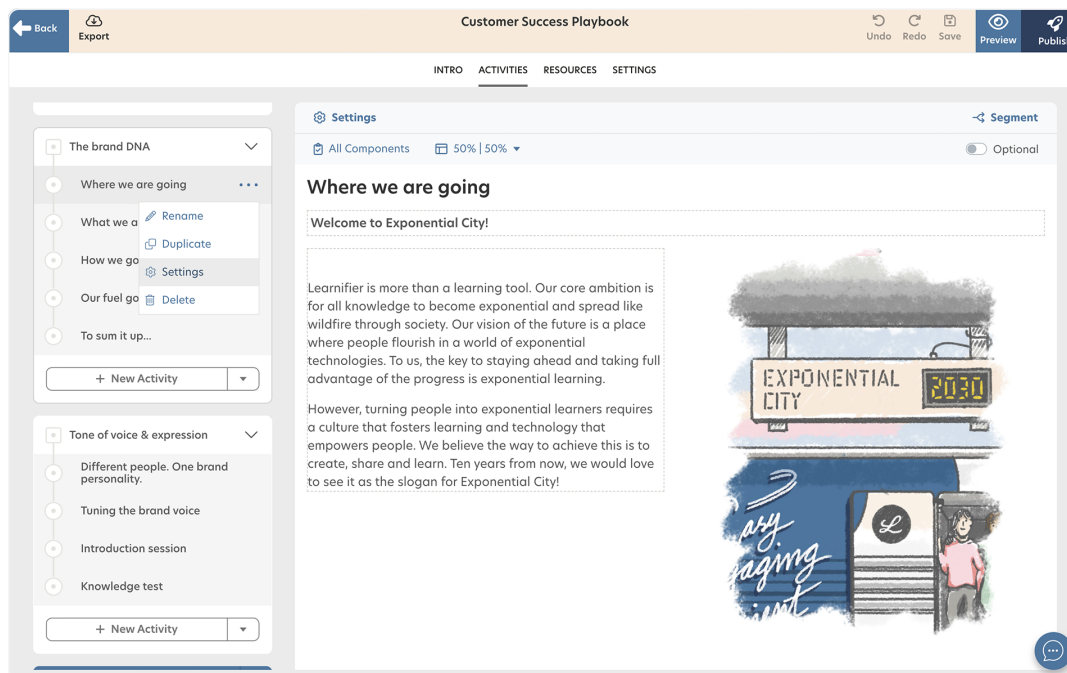 Back
Export
Customer Success Playbook
Undo
Redo
Save
Preview
Publis
INTRO
ACTIVITIES
RESOURCES
SETTINGS
The brand DNA
Where we are going
What we a
How we go
Our fuel go
To sum it up...
Rename
Duplicate
Settings
Delete
+ New Activity
Tone of voice & expression
Different people. One brand
personality.
Tuning the brand voice
Introduction session
Knowledge test
+ New Activity
Settings
Segment
All Components
50% | 50%
Optional
Where we are going
Welcome to Exponential City!
Learnifier is more than a learning tool. Our core ambition is
for all knowledge to become exponential and spread like
wildfire through society. Our vision of the future is a place
where people flourish in a world of exponential
technologies. To us, the key to staying ahead and taking full
advantage of the progress is exponential learning.
However, turning people into exponential learners requires
a culture that fosters learning and technology that
empowers people. We believe the way to achieve this is to
create, share and learn. Ten years from now, we would love
to see it as the slogan for Exponential City!
EXPONENTIAL
CITY
2030
L